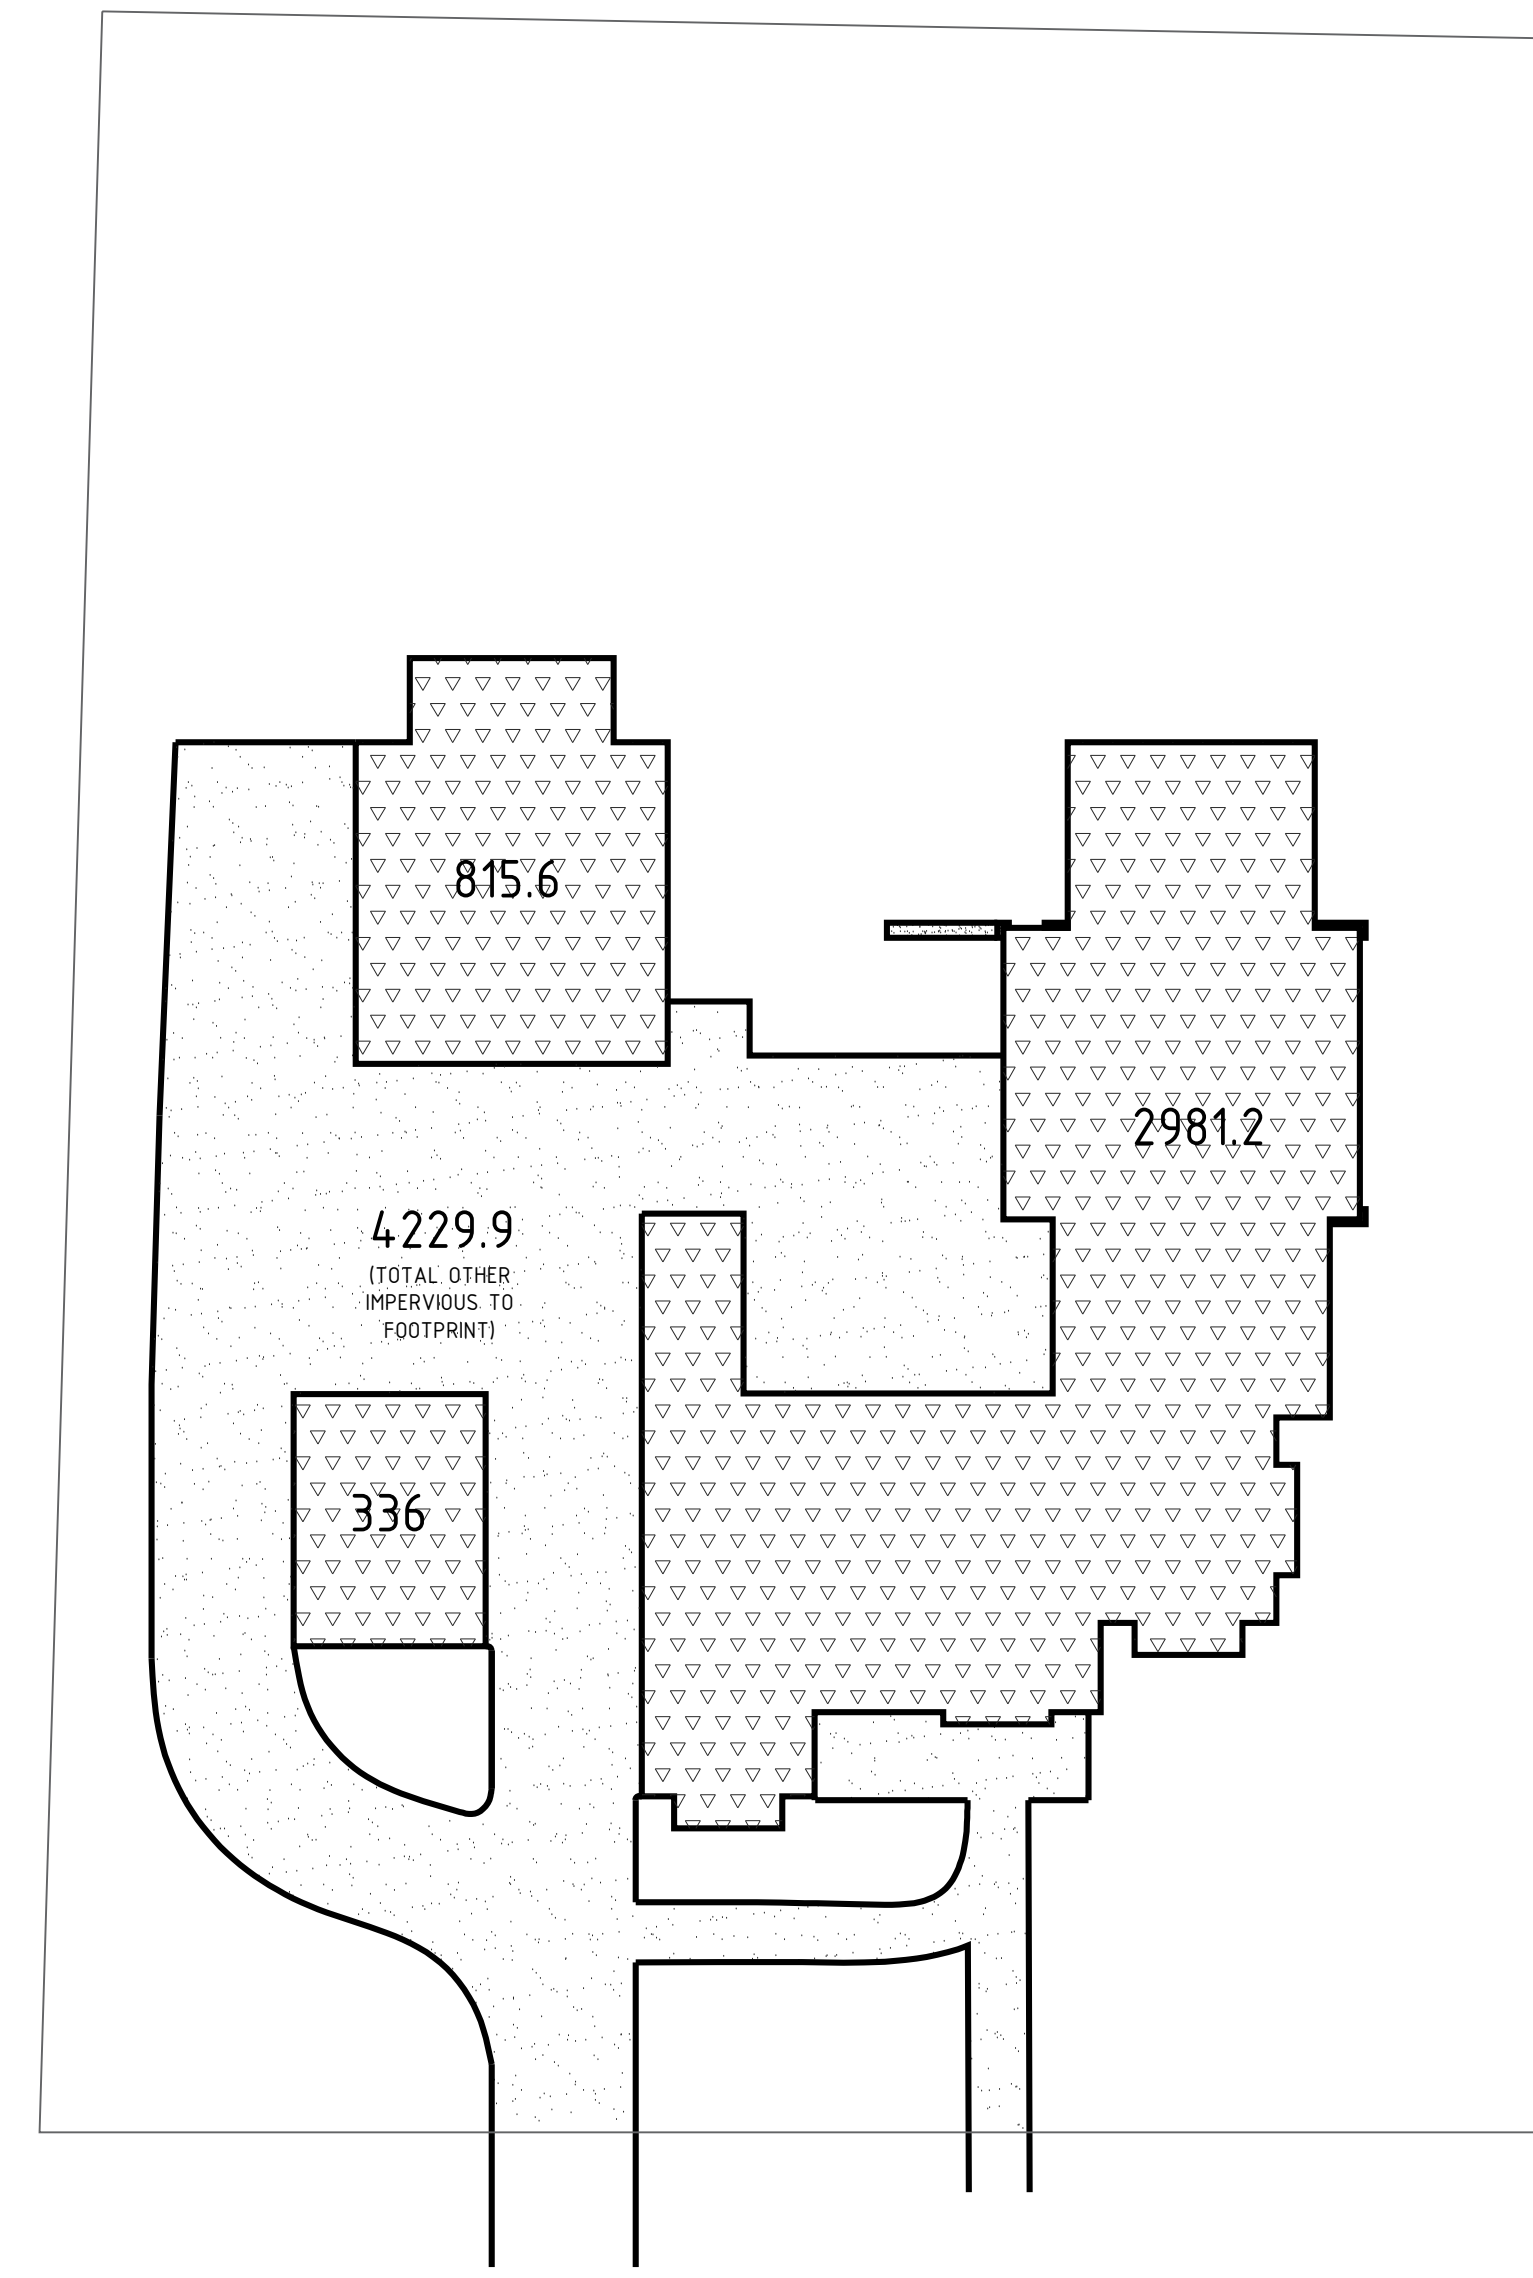 815.6
2981.2
4229.9
(TOTAL OTHER
IMPERVIOUS TO
FOOTPRINT)
336